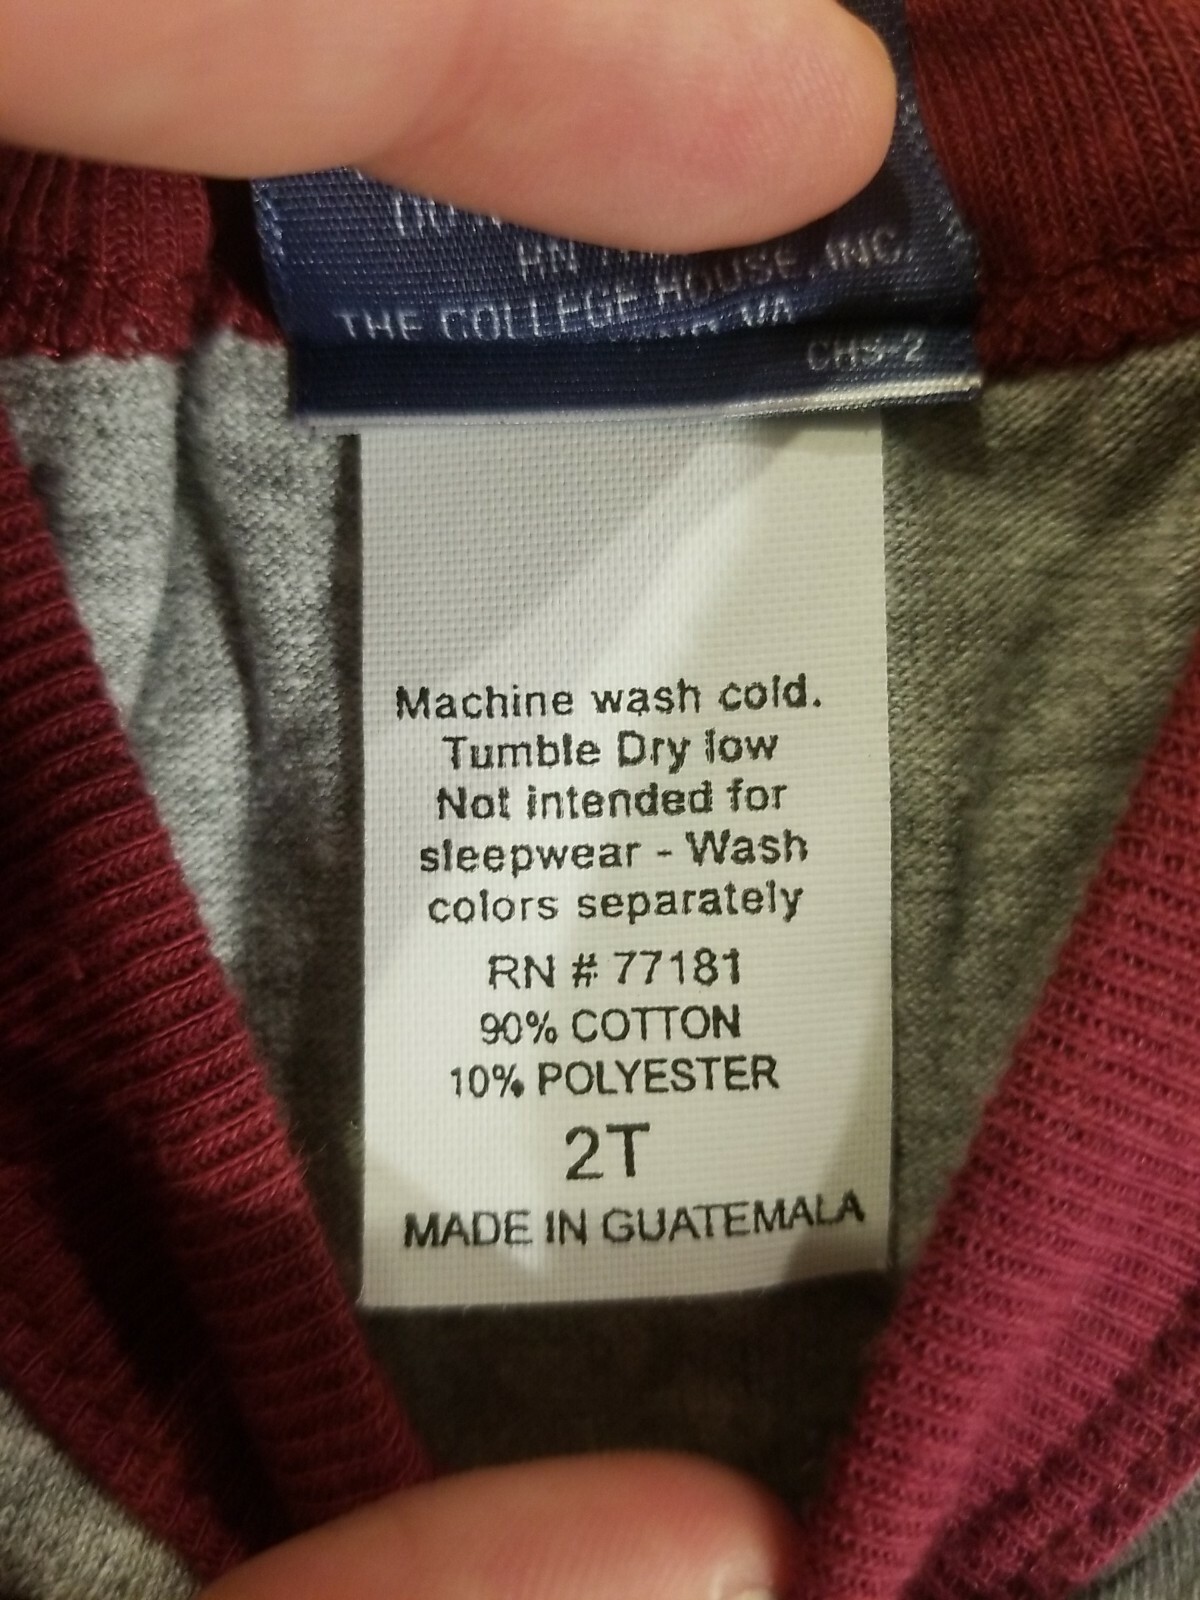 HOUSE, INC.
THE COLLEGE
VA
CHS-2
Machine wash cold.
Tumble Dry low
Not intended for
sleepwear - Wash
colors separately
RN # 77181
90% COTTON
10% POLYESTER
2T
MADE IN GUATEMALA